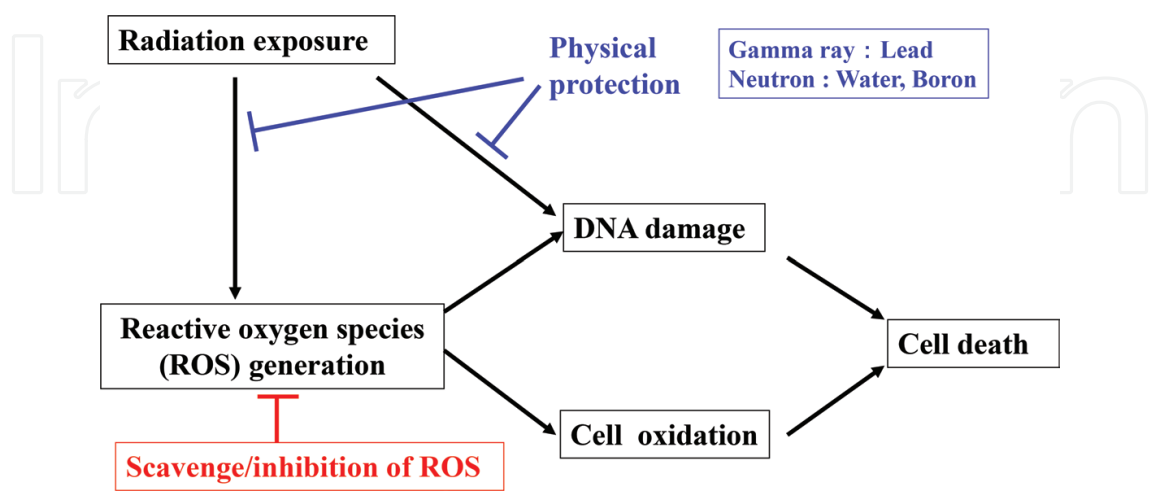 Radiation exposure
Physical
protection
Gamma ray : Lead
Neutron : Water, Boron
DNA damage
Reactive oxygen species
(ROS) generation
Cell death
Cell oxidation
Scavenge/inhibition of ROS